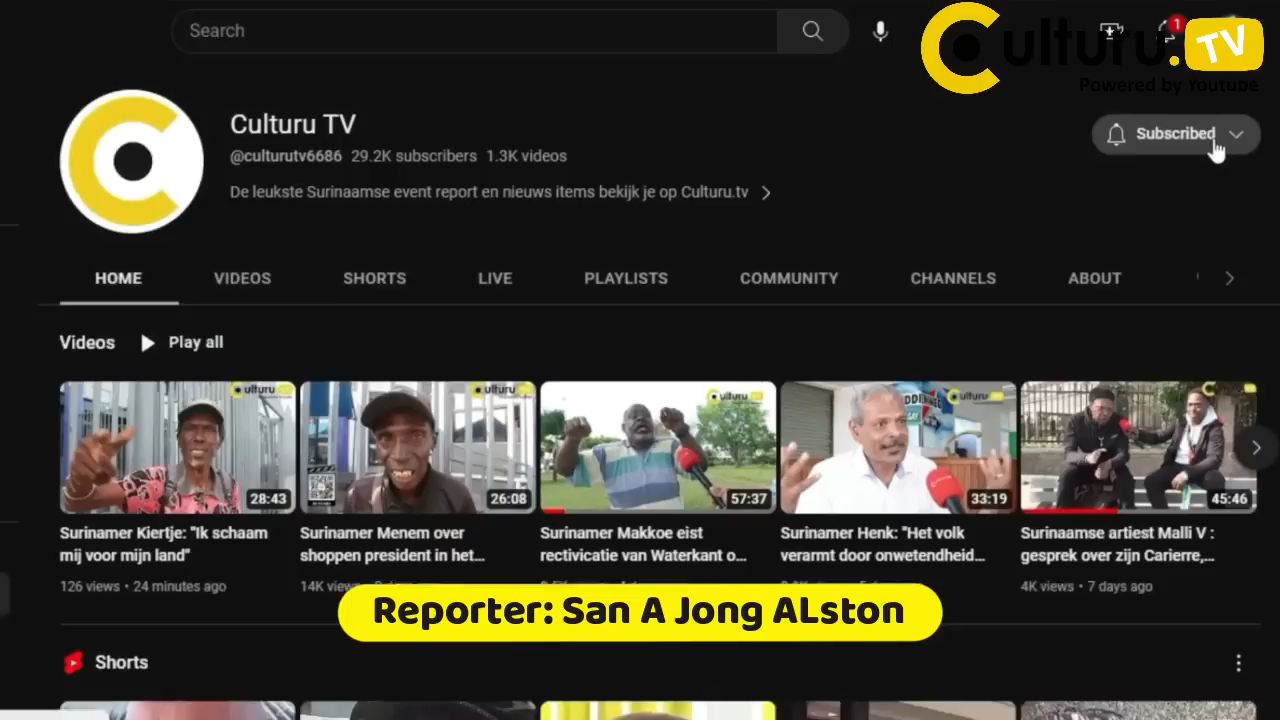 Search
1
ulturu.TV
Powered by Youtube
Culturu TV
@culturutv6686 29.2K subscribers 1.3K videos
Subscribed
De leukste Surinaamse event report en nieuws items bekijk je op Culturu.tv
HOME VIDEOS SHORTS LIVE PLAYLISTS COMMUNITY CHANNELS ABOUT
Videos Play all
28:43
26:08
57:37
33:19
45:46
Surinamer Kiertje: "Ik schaam
mij voor mijn land"
126 views • 24 minutes ago
Surinamer Menem over
shoppen president in het...
14K views
Surinamer Makkoe eist
rectivicatie van Waterkant o...
Surinamer Henk: "Het volk
verarmt door onwetendheid...
Surinaamse artiest Malli V :
gesprek over zijn Carierre,...
4K views • 7 days ago
Reporter: San A Jong ALston
Shorts